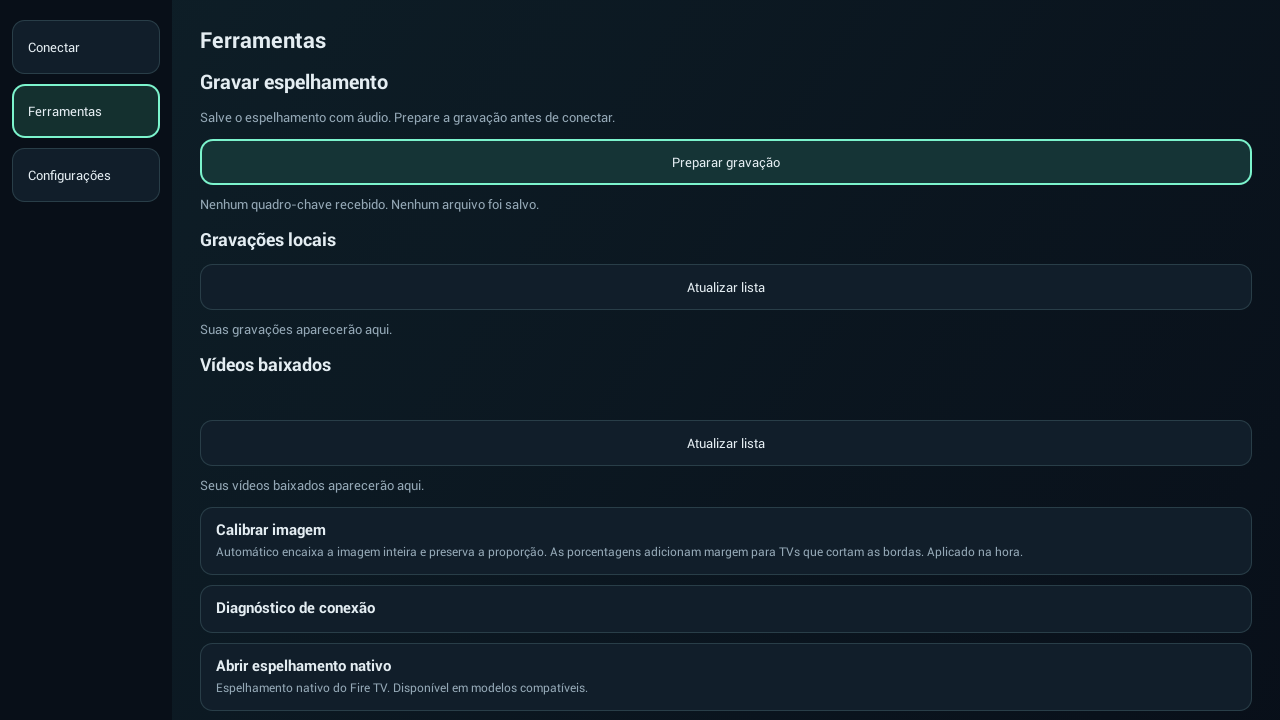 Conectar
Ferramentas
Configurações
Ferramentas
Gravar espelhamento
Salve o espelhamento com áudio. Prepare a gravação antes de conectar.
Preparar gravação
Nenhum quadro-chave recebido. Nenhum arquivo foi salvo.
Gravações locais
Atualizar lista
Suas gravações aparecerão aqui.
Vídeos baixados
Atualizar lista
Seus vídeos baixados aparecerão aqui.
Calibrar imagem
Automático encaixa a imagem inteira e preserva a proporção. As porcentagens adicionam margem para TVs que cortam as bordas. Aplicado na hora.
Diagnóstico de conexão
Abrir espelhamento nativo
Espelhamento nativo do Fire TV. Disponível em modelos compatíveis.